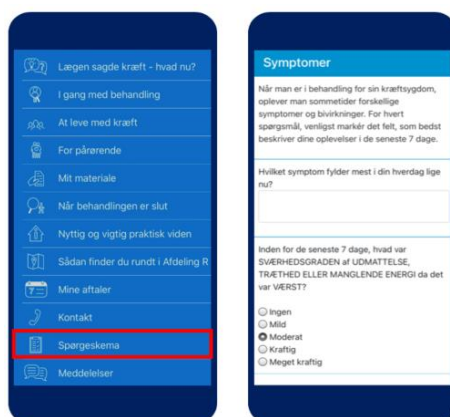 Lægen sagde kræft - hvad nu?
I gang med behandling
At leve med kræft
For pårørende
Mit materiale
Når behandlingen er slut
Nyttig og vigtig praktisk viden
Sådan finder du rundt i Afdeling R
7
Mine aftaler
Kontakt
Spørgeskema
Meddelelser
Symptomer
Når man er i behandling for sin kræftsygdom,
oplever man sommetider forskellige
symptomer og bivirkninger. For hvert
spørgsmål, venligst markér det felt, som bedst
beskriver dine oplevelser i de seneste 7 dage.
Hvilket symptom fylder mest i din hverdag lige
nu?
Inden for de seneste 7 dage, hvad var
SVÆRHEDSGRADEN af UDMATTELSE,
TRÆTHED ELLER MANGLENDE ENERGI da det
var VÆRST?
Ingen
Mild
Moderat
Kraftig
Meget kraftig